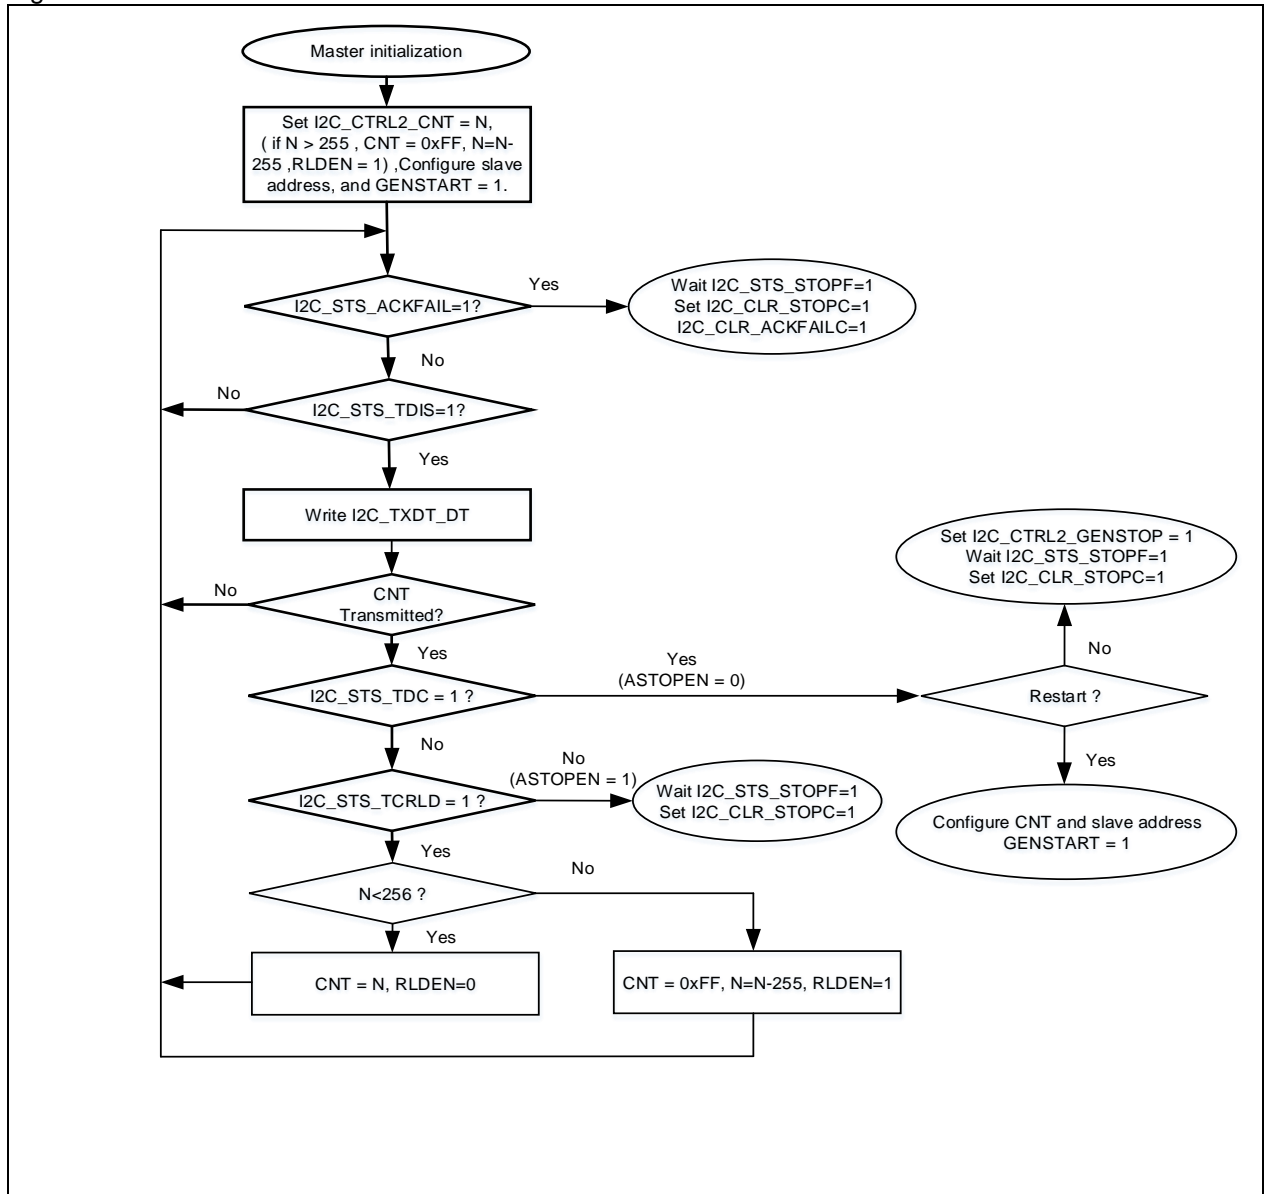 Master initialization
Set I2C_CTRL2_CNT = N,
( if N > 255 , CNT = 0xFF, N=N-
255 ,RLDEN = 1) ,Configure slave
address, and GENSTART = 1.
I2C_STS_ACKFAIL=1?
Yes
Wait I2C_STS_STOPF=1
Set I2C_CLR_STOPC=1
I2C_CLR_ACKFAILC=1
No
No
I2C_STS_TDIS=1?
Yes
Write I2C_TXDT_DT
Set I2C_CTRL2_GENSTOP = 1
Wait I2C_STS_STOPF=1
Set I2C_CLR_STOPC=1
No
CNT
Transmitted?
Yes
No
I2C_STS_TDC = 1 ?
Yes
(ASTOPEN = 0)
Restart ?
No
Yes
I2C_STS_TCRLD = 1 ?
No
(ASTOPEN = 1)
Wait I2C_STS_STOPF=1
Set I2C_CLR_STOPC=1
Configure CNT and slave address
GENSTART = 1
Yes
N<256 ?
No
Yes
CNT = N, RLDEN=0
CNT = 0xFF, N=N-255, RLDEN=1